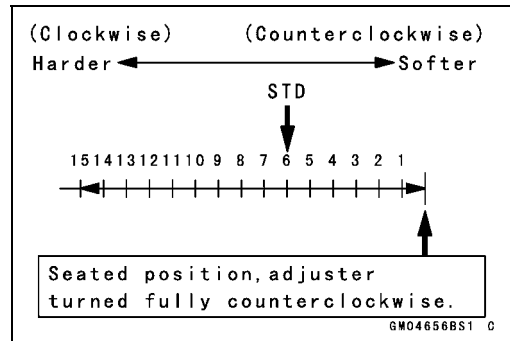 (Clockwise) (Counterclockwise)
Harder Softer
STD
15 14 13 12 11 10 9 8 7 6 5 4 3 2 1
Seated position, adjuster
turned fully counterclockwise.
GM04656BS1 C